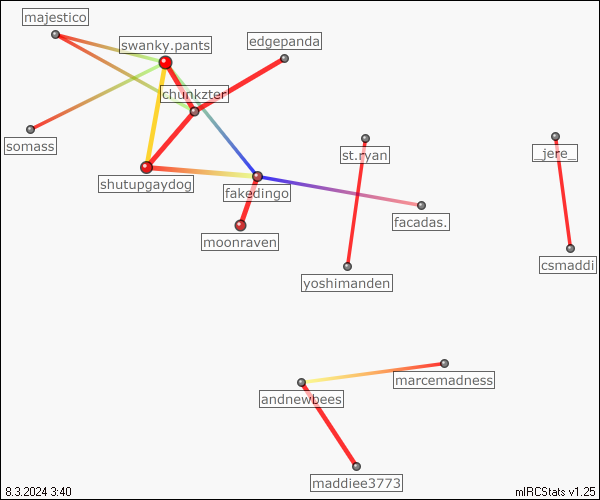 majestico
swanky.pants
edgepanda
chunkzter
somass
st.ryan
_jere_
shutupgaydog
fakedingo
facadas.
moonraven
csmaddi
yoshimanden
marcemadness
andnewbees
maddiee3773
8.3.2024 3:40
mIRCStats v1.25